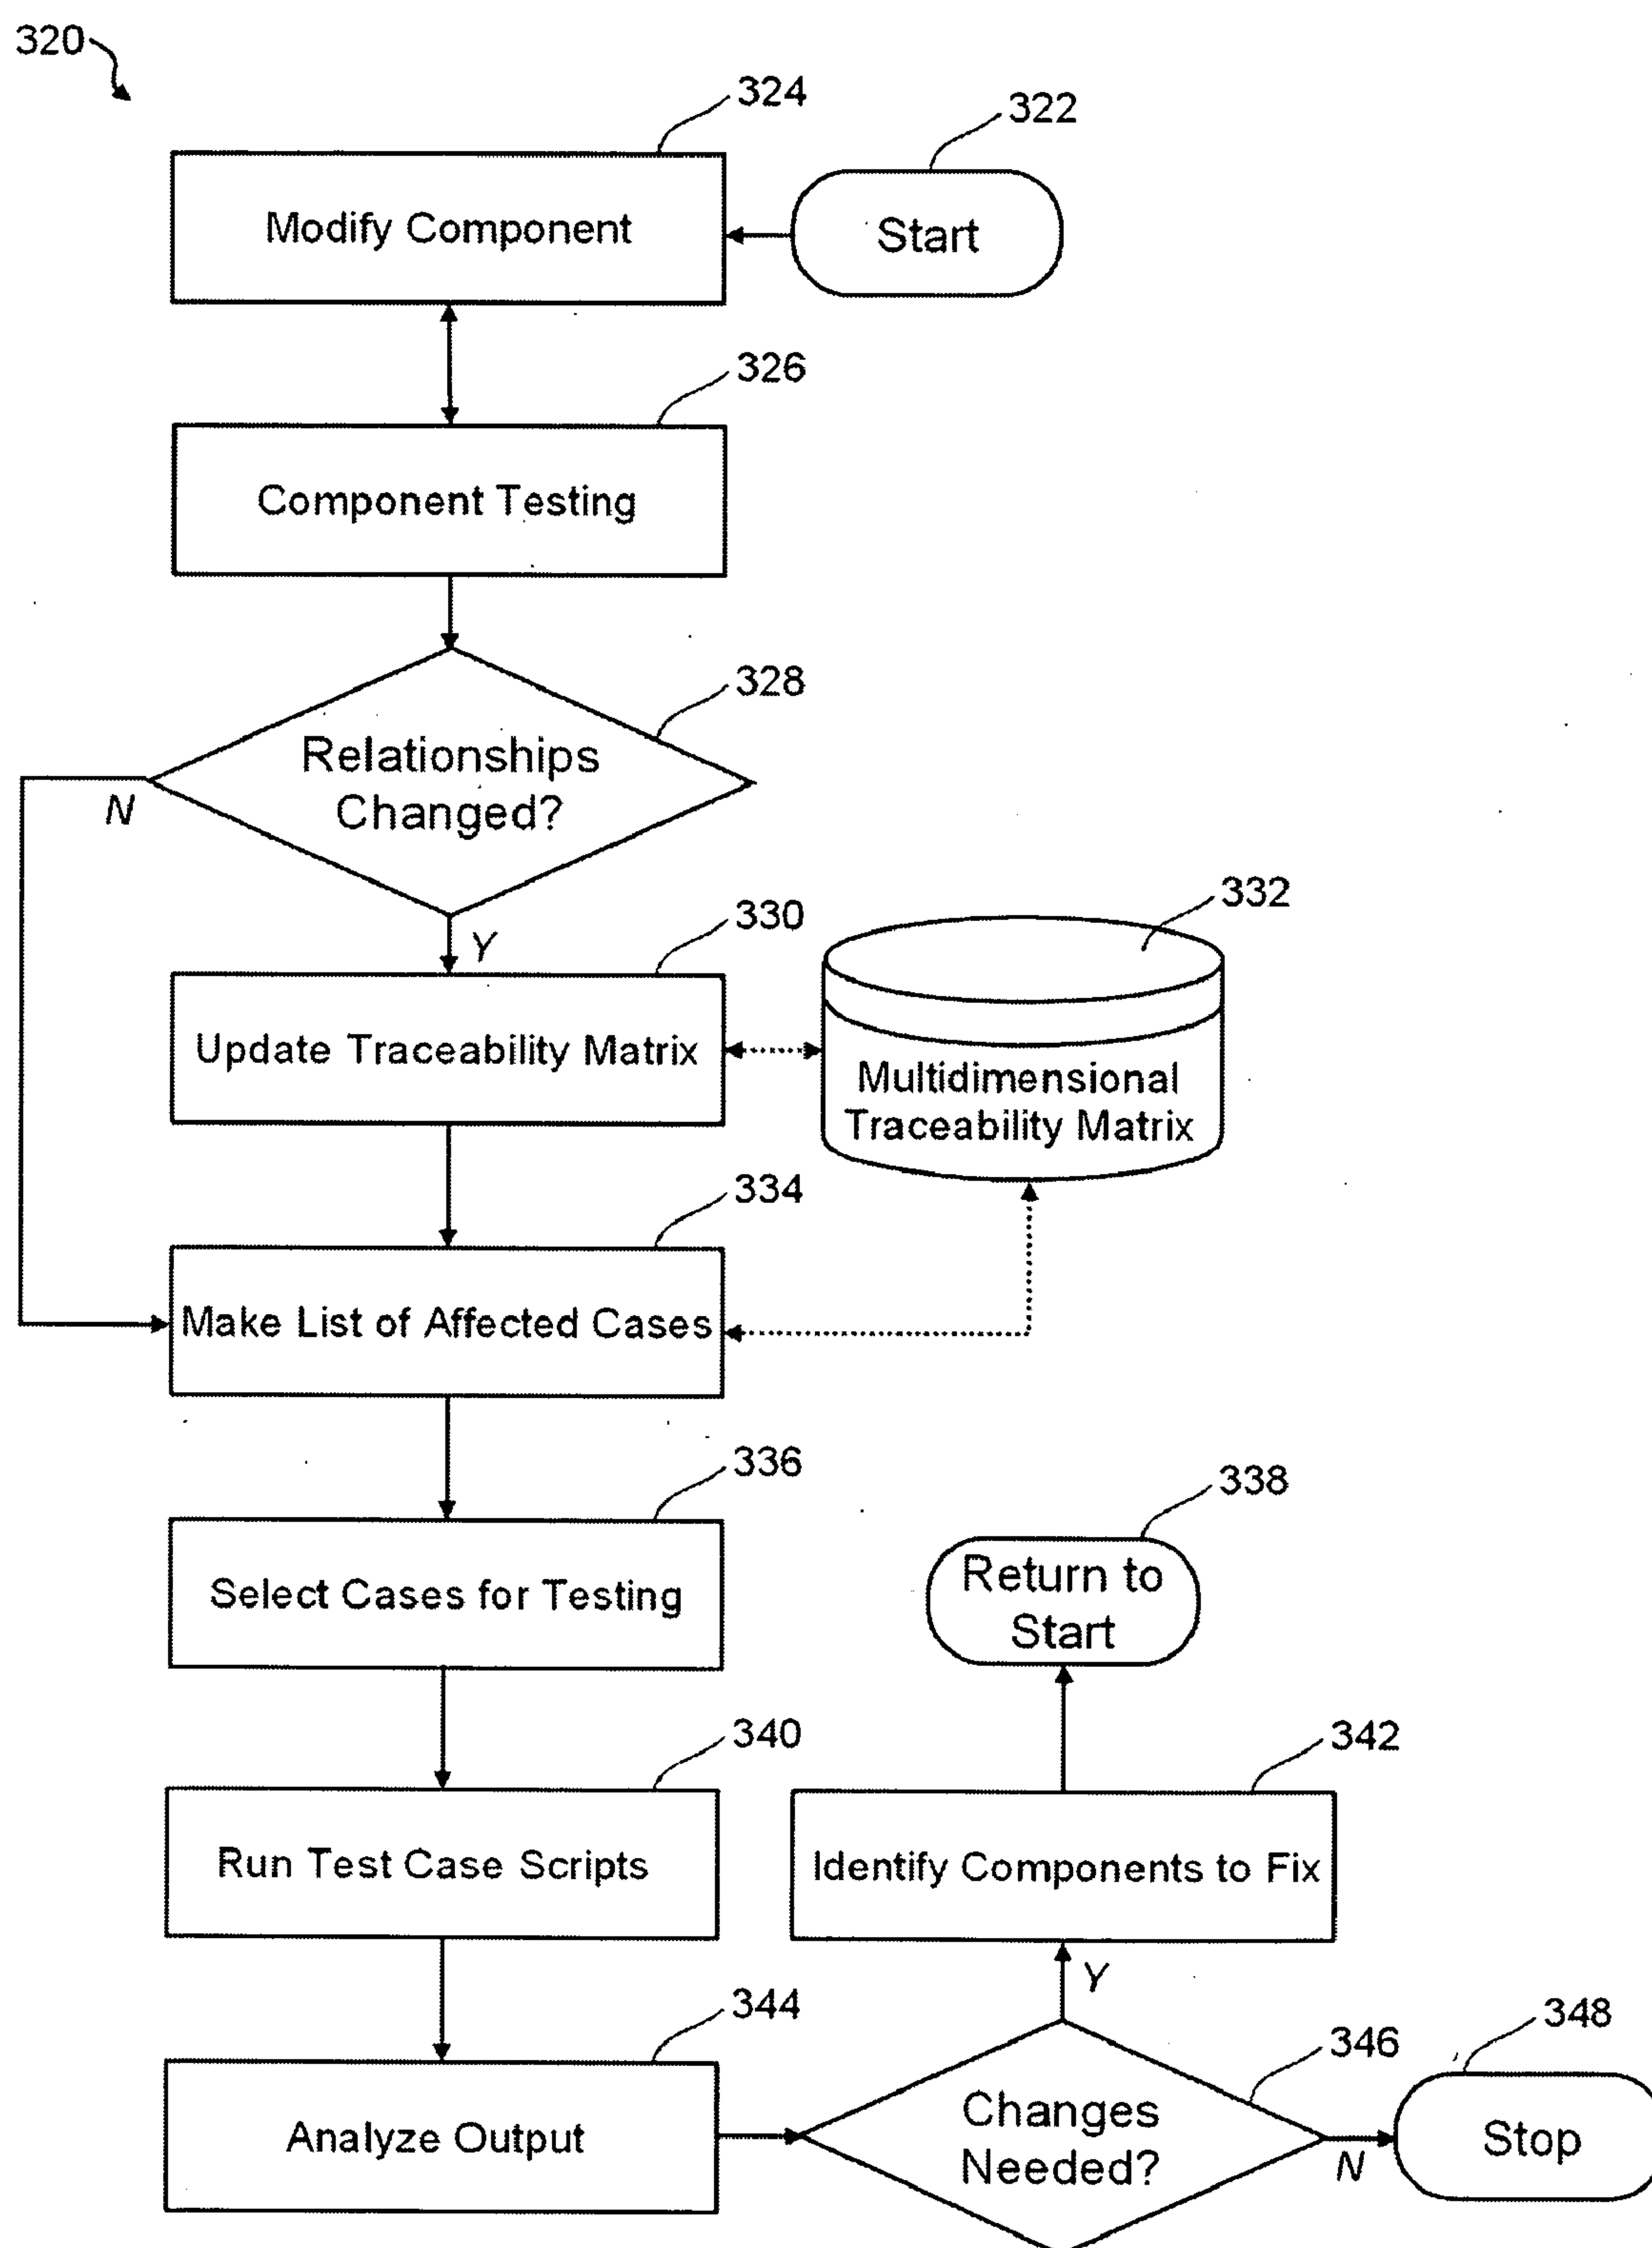 320
324
322
Modify Component
Start
326
Component Testing
328
Relationships
Changed?
N
Y
330
332
Update Traceability Matrix
Multidimensional
Traceability Matrix
334
Make List of Affected Cases
336
338
Select Cases for Testing
Return to
Start
340
342
Run Test Case Scripts
Identify Components to Fix
Y
344
346
348
Analyze Output
Changes
Needed?
N
Stop